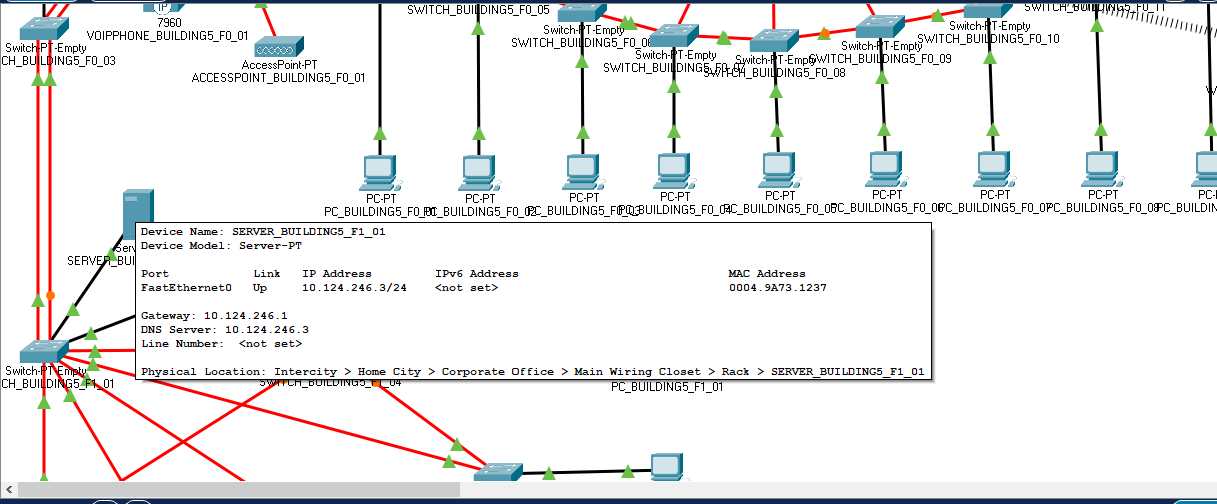 SWITCH_BUILDING5_F0_05
IP
7960
VOIPPHONE_BUILDING5_F0_01
Switch-PT-Empty
CH_BUILDING5_F0_03
AccessPoint-PT
ACCESSPOINT_BUILDING5_F0_01
Switch-PT-Empty
SWITCH_BUILDING5_F0_06
Switch-PT-Empty
Switch-PT-Empty
SWITCH_BUILDING5_F0_08
Switch-PT-Empty
SWITCH_BUILDING5_F0_09
Switch-PT-Empty
SWITCH_BUILDING5_F0_10
SWITCH_BUILDING5_F0_11
PC-PT
PC_BUILDING5_F0_01
PC-PT
PC_BUILDING5_F0_02
PC-PT
PC_BUILDING5_F0_03
PC-PT
PC_BUILDING5_F0_04
PC-PT
PC_BUILDING5_F0_05
PC-PT
PC_BUILDING5_F0_06
PC-PT
PC_BUILDING5_F0_07
PC-PT
PC_BUILDING5_F0_08
PC-PT
PC_BUILDIN
Serv
SERVER_BUI
Device Name: SERVER_BUILDING5_F1_01
Device Model: Server-PT
Port Link IP Address IPv6 Address MAC Address
FastEthernet0 Up 10.124.246.3/24 <not set> 0004.9A73.1237
Gateway: 10.124.246.1
DNS Server: 10.124.246.3
Line Number: <not set>
Physical Location: Intercity > Home City > Corporate Office > Main Wiring Closet > Rack > SERVER_BUILDING5_F1_01
Switch-PT-Empty
CH_BUILDING5_F1_01
SWITCH_BUILDING5_F1_04
PC_BUILDING5_F1_01